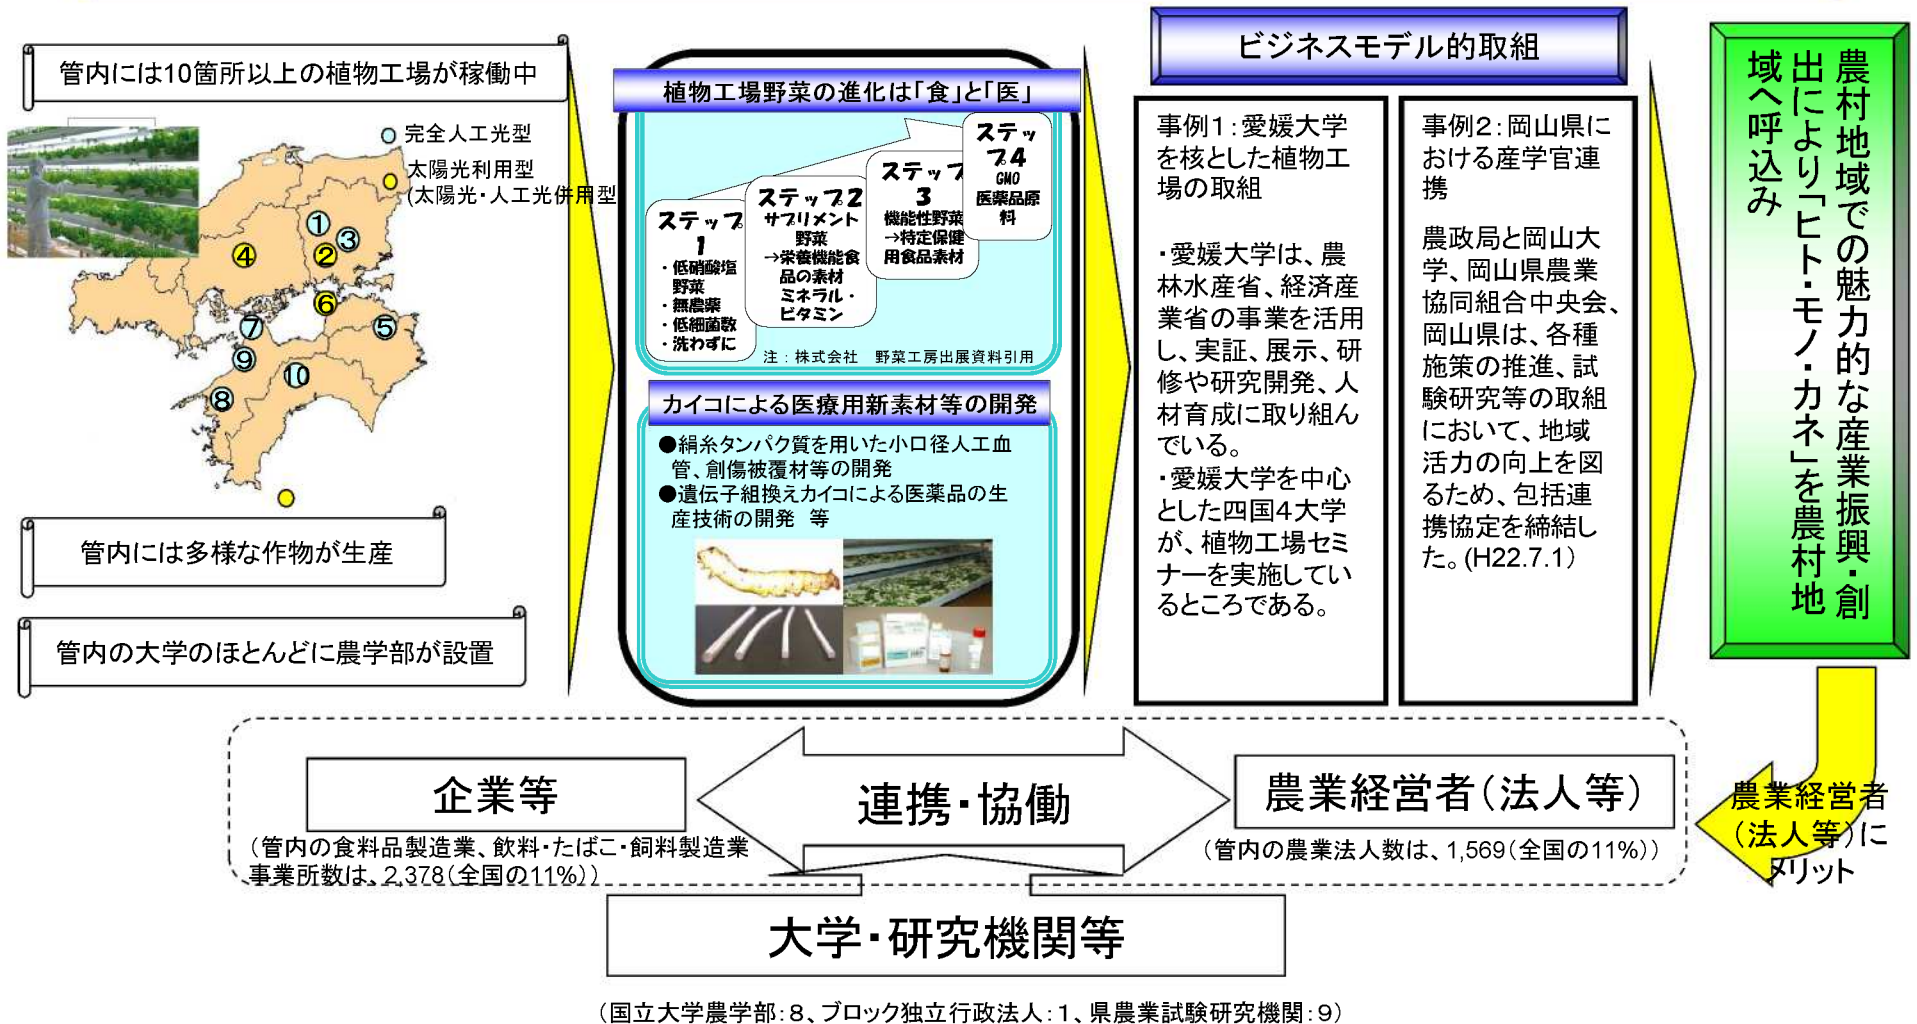 管内には10箇所以上の植物工場が稼働中
完全人工光型
太陽光利用型
(太陽光・人工光併用型
①
③
④
②
⑥
⑦
⑤
⑨
⑩
⑧
管内には多様な作物が生産
管内の大学のほとんどに農学部が設置
植物工場野菜の進化は「食」と「医」
ステップ
1
・低硝酸塩
野菜
・無農薬
・低細菌数
・洗わずに
ステップ2
サプリメント
野菜
→栄養機能食
品の素材
ミネラル・
ビタミン
ステップ
3
機能性野菜
→特定保健
用食品素材
ステッ
プ4
GMO
医薬品原
料
注：株式会社　野菜工房出展資料引用
カイコによる医療用新素材等の開発
●絹糸タンパク質を用いた小口径人工血
管、創傷被覆材等の開発
●遺伝子組換えカイコによる医薬品の生
産技術の開発　等
ビジネスモデル的取組
事例1：愛媛大学
を核とした植物工
場の取組
・愛媛大学は、農
林水産省、経済産
業省の事業を活用
し、実証、展示、研
修や研究開発、人
材育成に取り組ん
でいる。
・愛媛大学を中心
とした四国4大学
が、植物工場セミ
ナーを実施してい
るところである。
事例2：岡山県に
おける産学官連
携
農政局と岡山大
学、岡山県農業
協同組合中央会、
岡山県は、各種
施策の推進、試
験研究等の取組
において、地域
活力の向上を図
るため、包括連
携協定を締結し
た。(H22.7.1)
農村地域での魅力的な産業振興・創
出により「ヒト・モノ・カネ」を農村地
域へ呼込み
企業等
（管内の食料品製造業、飲料・たばこ・飼料製造業
事業所数は、2,378（全国の11%））
連携・協働
農業経営者（法人等）
（管内の農業法人数は、1,569（全国の11%））
農業経営者
（法人等）に
メリット
大学・研究機関等
（国立大学農学部：8、ブロック独立行政法人：1、県農業試験研究機関：9）